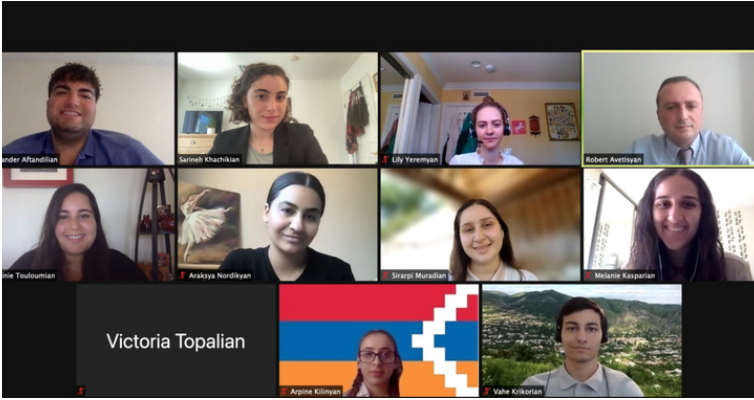 ander Aftandilian
Sarineh Khachikian
Lily Yeremyan
Robert Avetisyan
inie Touloumian
Araksya Nordikyan
Sirarpi Muradian
Melanie Kasparian
Victoria Topalian
Arpine Kilinyan
Vahe Krikorian